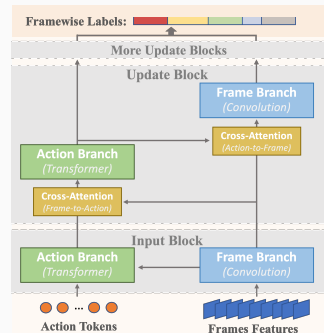 Framewise Labels:
More Update Blocks
Update Block
Frame Branch
(Convolution)
Cross-Attention
(Action-to-Frame)
Action Branch
(Transformer)
Cross-Attention
(Frame-to-Action)
Input Block
Action Branch
(Transformer)
Frame Branch
(Convolution)
...
Action Tokens
Frames Features